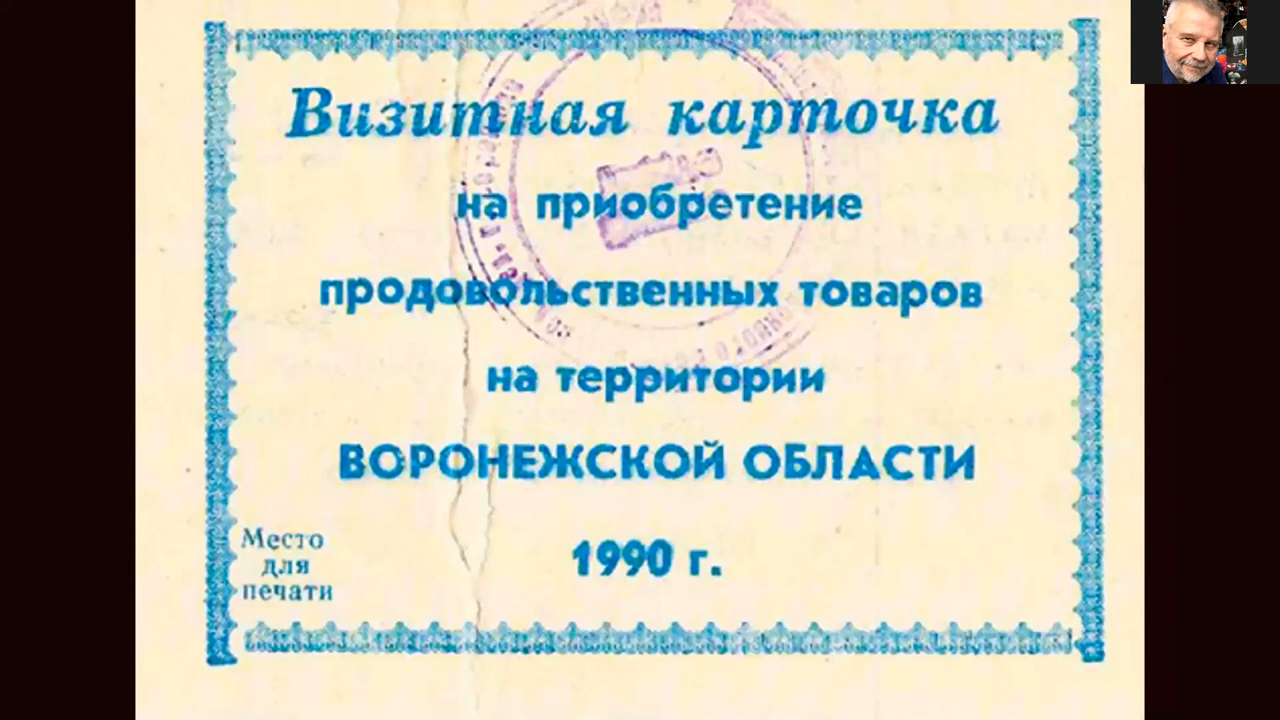 Визитная карточка
на приобретение
продовольственных товаров
на территории
ВОРОНЕЖСКОЙ ОБЛАСТИ
1990 г.
Место
для
печати